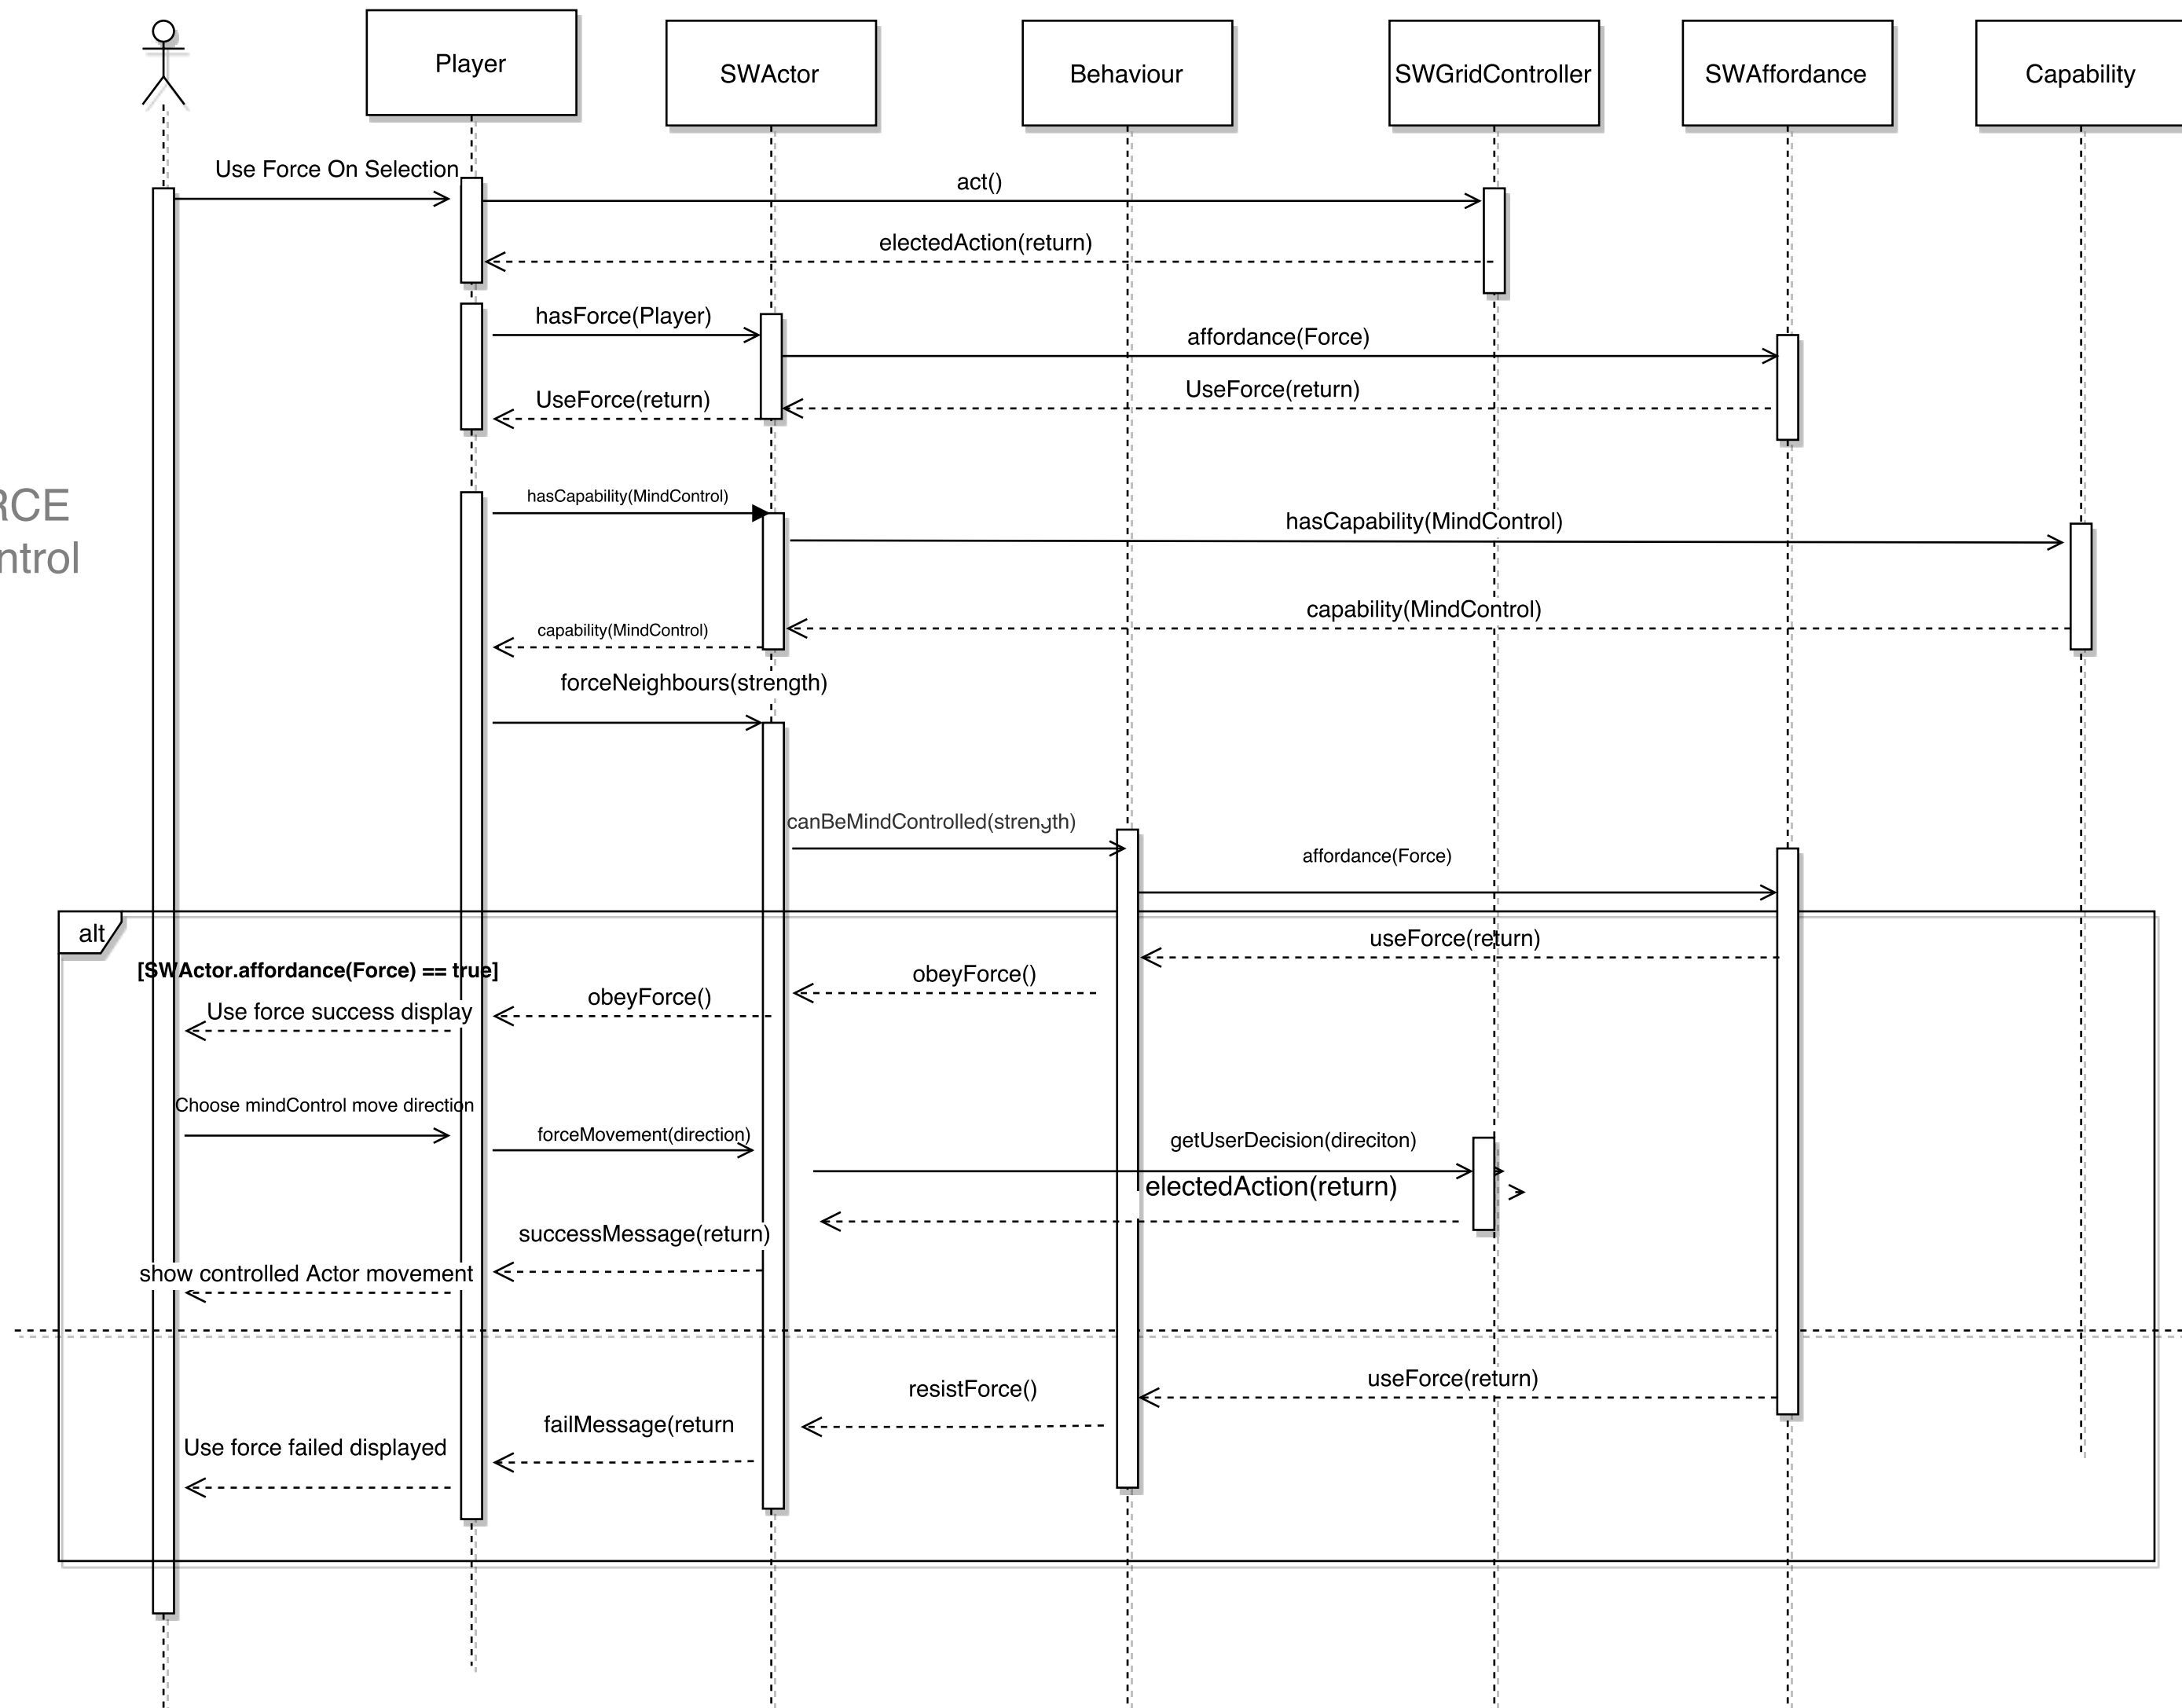 Player
SWActor
Behaviour
SWGridController
SWAffordance
Capability
Use Force On Selection
act()
electedAction(return)
hasForce(Player)
affordance(Force)
UseForce(return)
UseForce(return)
RCE
ntrol
hasCapability(MindControl)
hasCapability(MindControl)
capability(MindControl)
capability(MindControl)
forceNeighbours(strength)
canBeMindControlled(strength)
affordance(Force)
alt
useForce(return)
[SWActor.affordance(Force) == true]
obeyForce()
obeyForce()
Use force success display
Choose mindControl move direction
forceMovement(direction)
getUserDecision(direciton)
electedAction(return)
successMessage(return)
show controlled Actor movement
useForce(return)
resistForce()
failMessage(return
Use force failed displayed